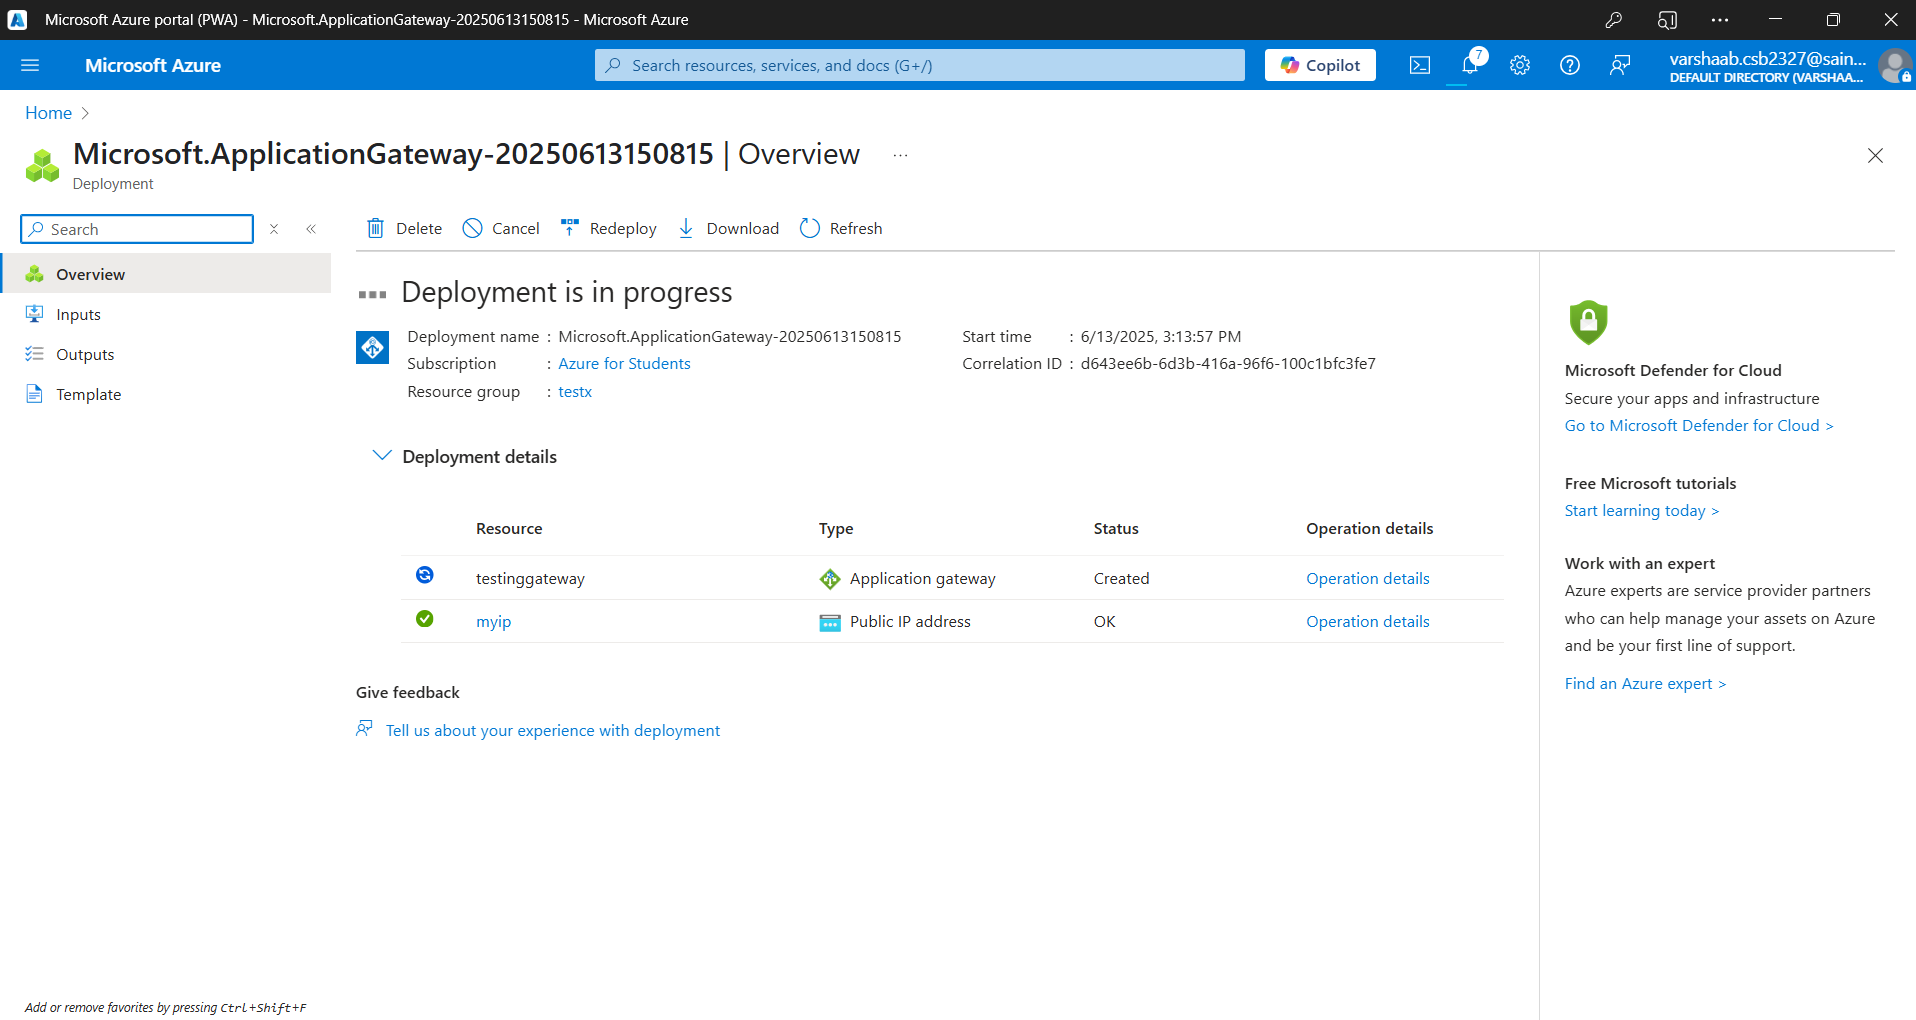 Microsoft Azure portal (PWA) - Microsoft.ApplicationGateway-20250613150815 - Microsoft Azure
Microsoft Azure
Search resources, services, and docs (G+/)
Copilot
7
varshaab.csb2327@sain...
DEFAULT DIRECTORY (VARSHAA...
Home
Microsoft.ApplicationGateway-20250613150815 | Overview ...
Deployment
Search
Delete Cancel Redeploy Download Refresh
Overview
Inputs
Outputs
Template
Deployment is in progress
Deployment name : Microsoft.ApplicationGateway-20250613150815
Subscription : Azure for Students
Resource group : testx
Start time : 6/13/2025, 3:13:57 PM
Correlation ID : d643ee6b-6d3b-416a-96f6-100c1bfc3fe7
Deployment details
Resource Type Status Operation details
testinggateway Application gateway Created Operation details
myip Public IP address OK Operation details
Give feedback
Tell us about your experience with deployment
Microsoft Defender for Cloud
Secure your apps and infrastructure
Go to Microsoft Defender for Cloud >
Free Microsoft tutorials
Start learning today >
Work with an expert
Azure experts are service provider partners
who can help manage your assets on Azure
and be your first line of support.
Find an Azure expert >
Add or remove favorites by pressing Ctrl+Shift+F